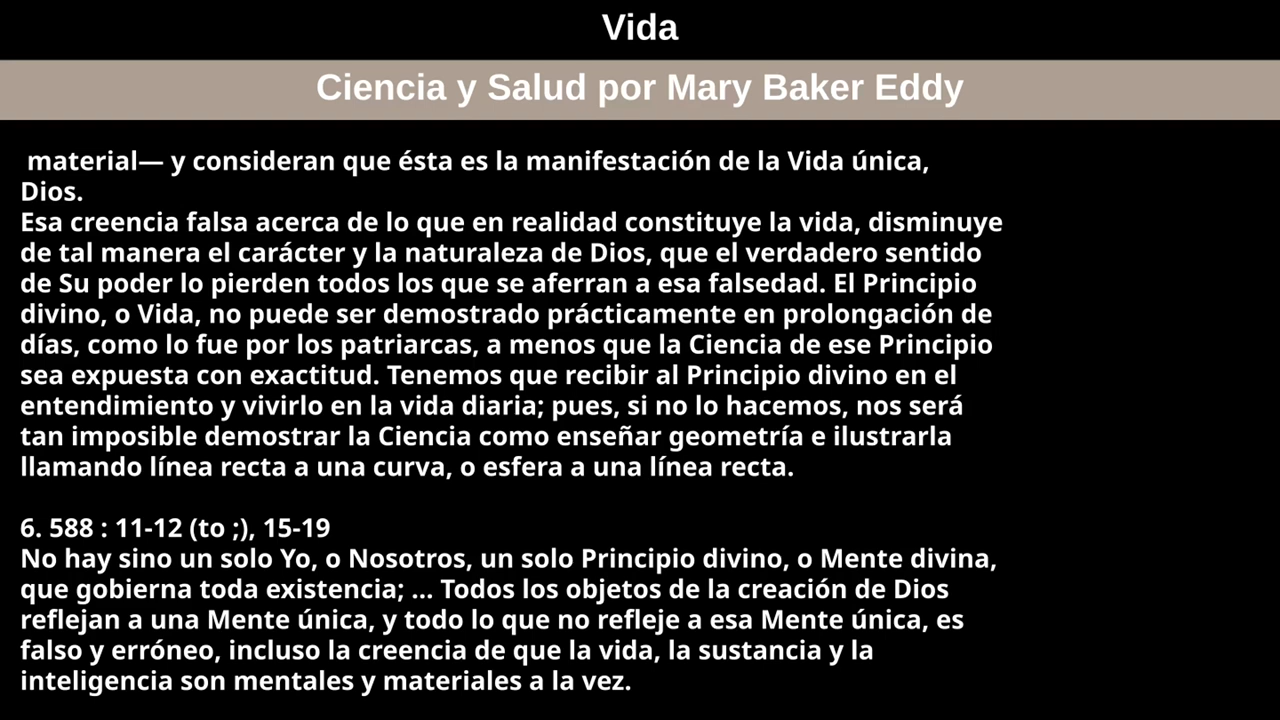 Vida
Ciencia y Salud por Mary Baker Eddy
material— y consideran que ésta es la manifestación de la Vida única,
Dios.
Esa creencia falsa acerca de lo que en realidad constituye la vida, disminuye
de tal manera el carácter y la naturaleza de Dios, que el verdadero sentido
de Su poder lo pierden todos los que se aferran a esa falsedad. El Principio
divino, o Vida, no puede ser demostrado prácticamente en prolongación de
días, como lo fue por los patriarcas, a menos que la Ciencia de ese Principio
sea expuesta con exactitud. Tenemos que recibir al Principio divino en el
entendimiento y vivirlo en la vida diaria; pues, si no lo hacemos, nos será
tan imposible demostrar la Ciencia como enseñar geometría e ilustrarla
llamando línea recta a una curva, o esfera a una línea recta.
6. 588 : 11-12 (to ;), 15-19
No hay sino un solo Yo, o Nosotros, un solo Principio divino, o Mente divina,
que gobierna toda existencia; ... Todos los objetos de la creación de Dios
reflejan a una Mente única, y todo lo que no refleje a esa Mente única, es
falso y erróneo, incluso la creencia de que la vida, la sustancia y la
inteligencia son mentales y materiales a la vez.